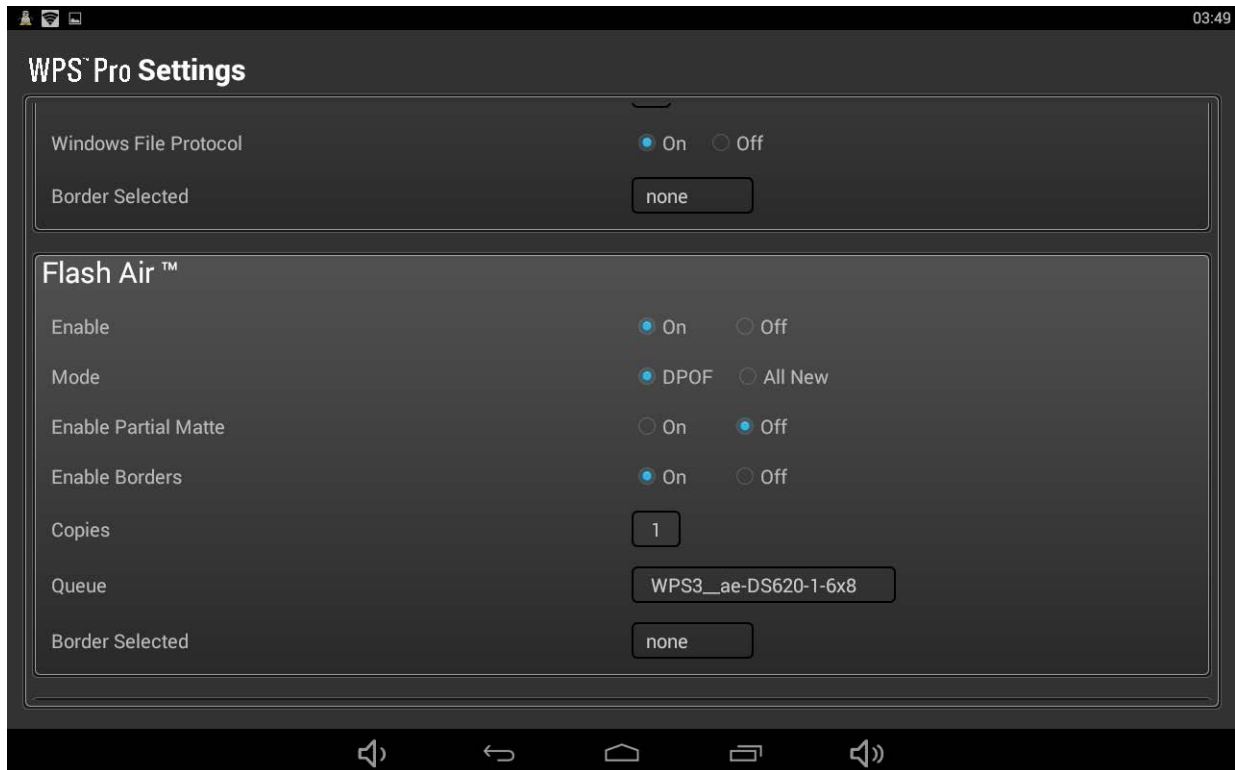 03:49
WPS™ Pro Settings
Windows File Protocol On Off
Border Selected none
Flash Air ™
Enable On Off
Mode DPOF All New
Enable Partial Matte On Off
Enable Borders On Off
Copies 1
Queue WPS3__ae-DS620-1-6x8
Border Selected none